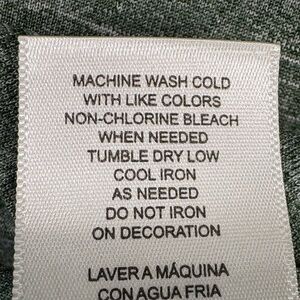 MACHINE WASH COLD
WITH LIKE COLORS
NON-CHLORINE BLEACH
WHEN NEEDED
TUMBLE DRY LOW
COOL IRON
AS NEEDED
DO NOT IRON
ON DECORATION
LAVER A MÁQUINA
CON AGUA FRIA